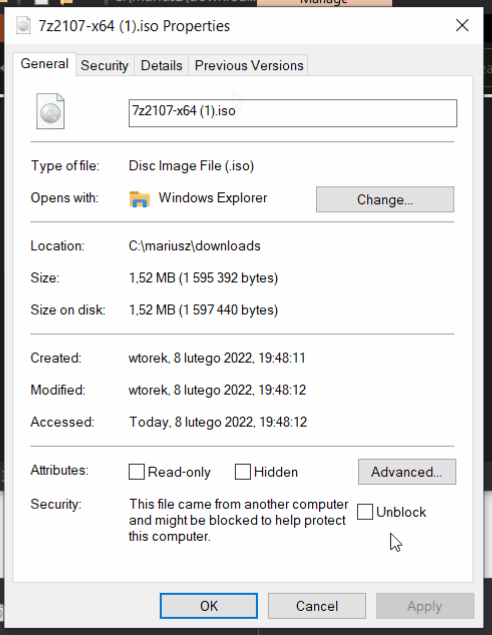 Manage
7z2107-x64 (1).iso Properties
General Security Details Previous Versions
7z2107-x64 (1).iso
Type of file: Disc Image File (.iso)
Opens with: Windows Explorer Change...
Location: C:\mariusz\downloads
Size: 1,52 MB (1 595 392 bytes)
Size on disk: 1,52 MB (1 597 440 bytes)
Created: wtorek, 8 lutego 2022, 19:48:11
Modified: wtorek, 8 lutego 2022, 19:48:12
Accessed: Today, 8 lutego 2022, 19:48:12
Attributes: Read-only Hidden Advanced...
Security: This file came from another computer
and might be blocked to help protect
this computer.
Unblock
OK Cancel Apply